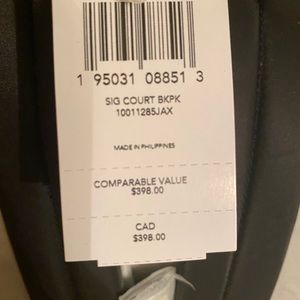 1 95031 08851 3
SIG COURT BKPK
10011285JAX
MADE IN PHILIPPINES
COMPARABLE VALUE
$398.00
CAD
$398.00